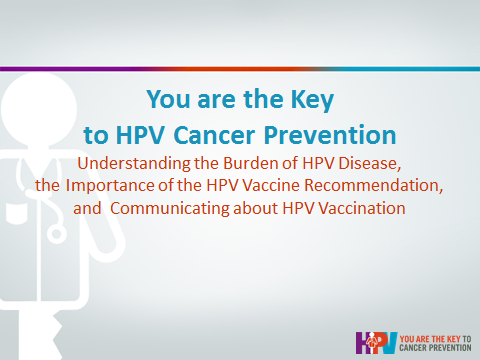 You are the Key
to HPV Cancer Prevention
Understanding the Burden of HPV Disease,
the Importance of the HPV Vaccine Recommendation,
and Communicating about HPV Vaccination
HPV
YOU ARE THE KEY TO
CANCER PREVENTION